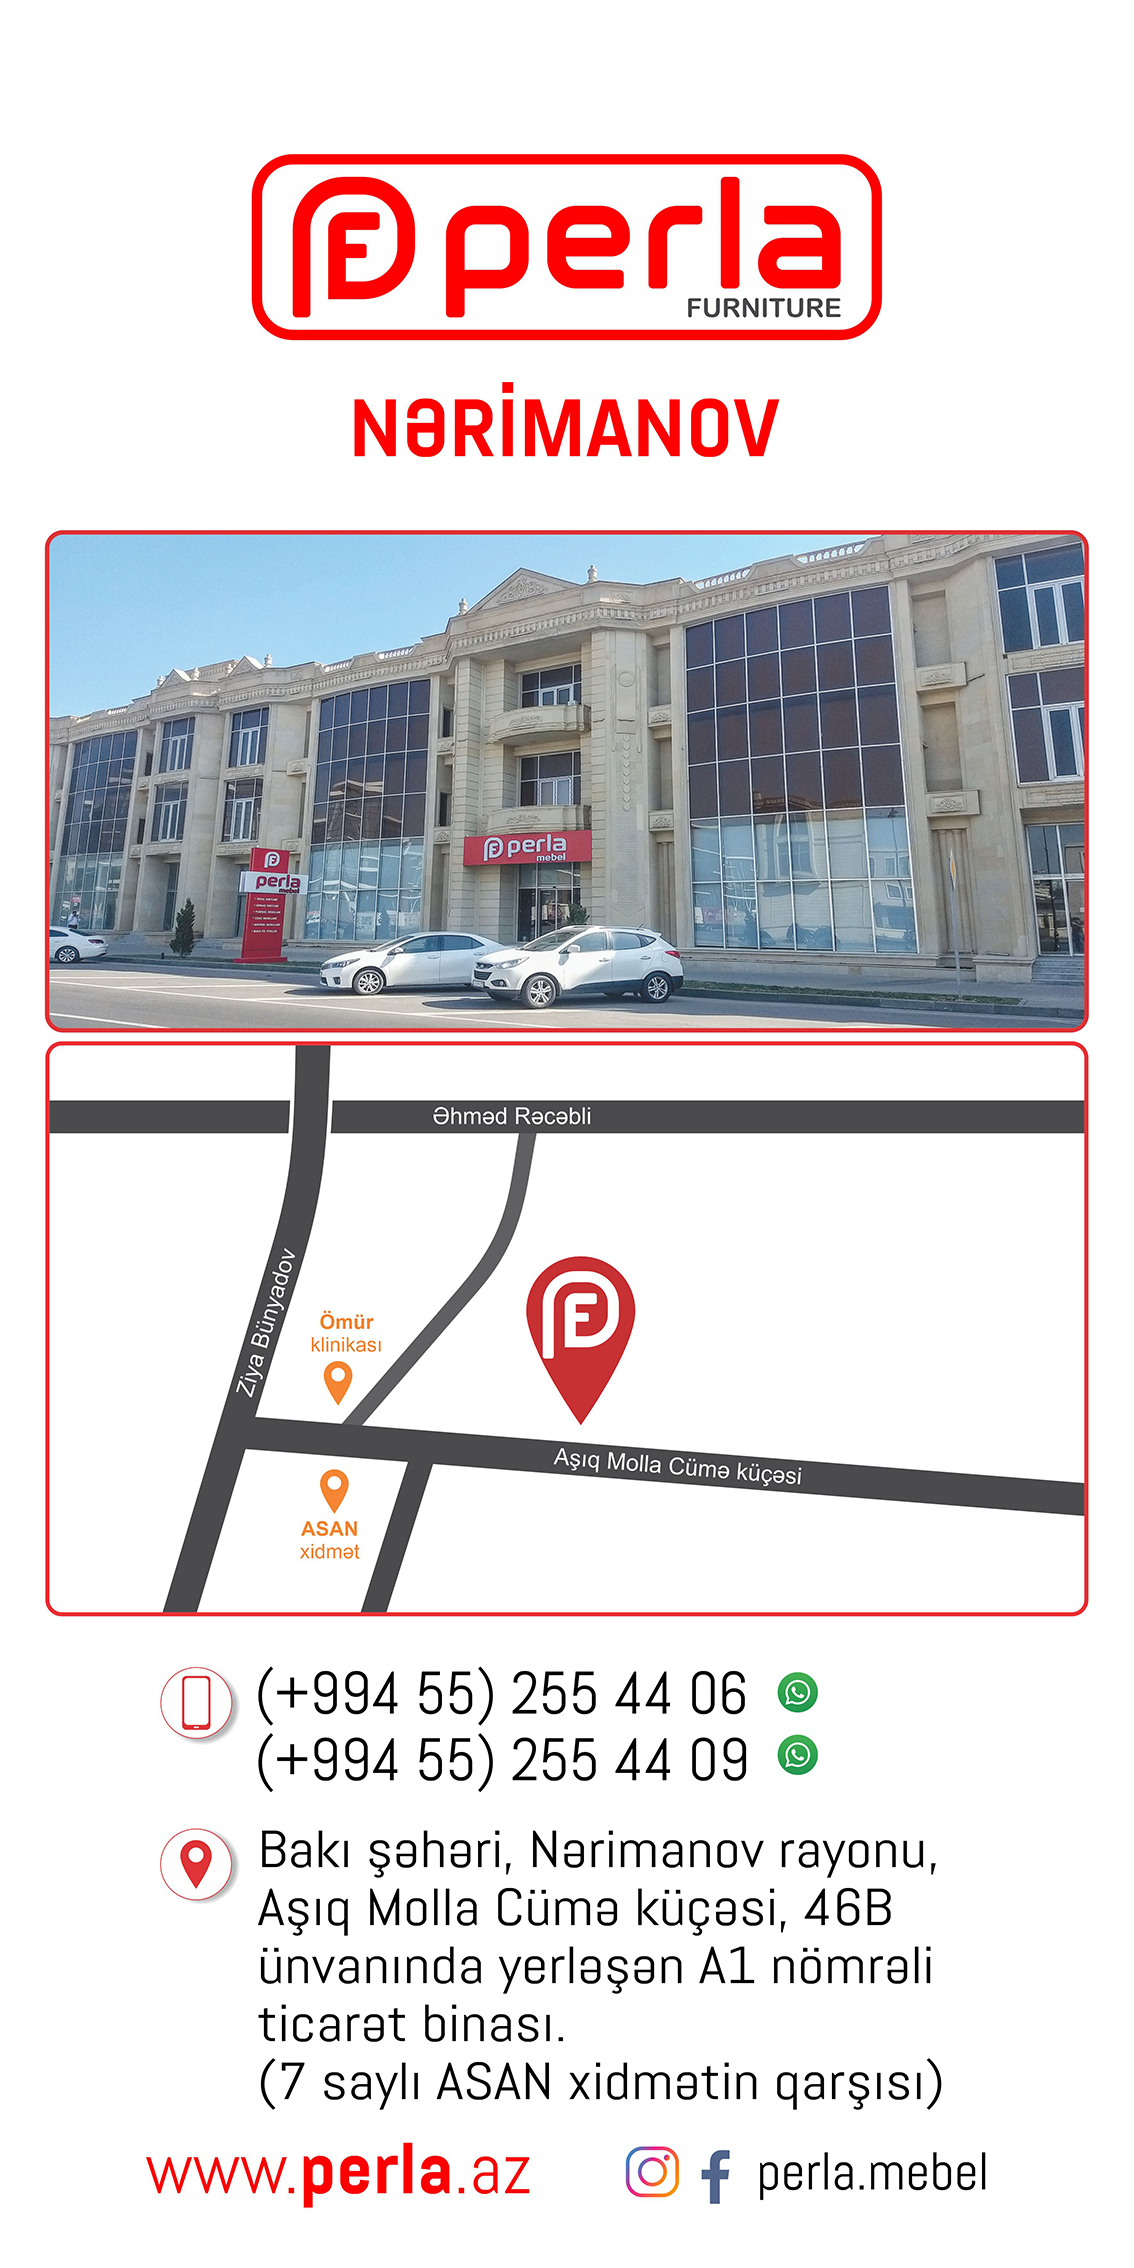 perla
FURNITURE
NƏRİMANOV
perla
mebel
perla
mebel
Əhməd Rəcəbli
Ziya Bünyadov
Ömür
klinikası
Aşıq Molla Cümə küçəsi
ASAN
xidmət
(+994 55) 255 44 06
(+994 55) 255 44 09
Bakı şəhəri, Nərimanov rayonu,
Aşıq Molla Cümə küçəsi, 46B
ünvanında yerləşən A1 nömrəli
ticarət binası.
(7 saylı ASAN xidmətin qarşısı)
www.perla.az
perla.mebel